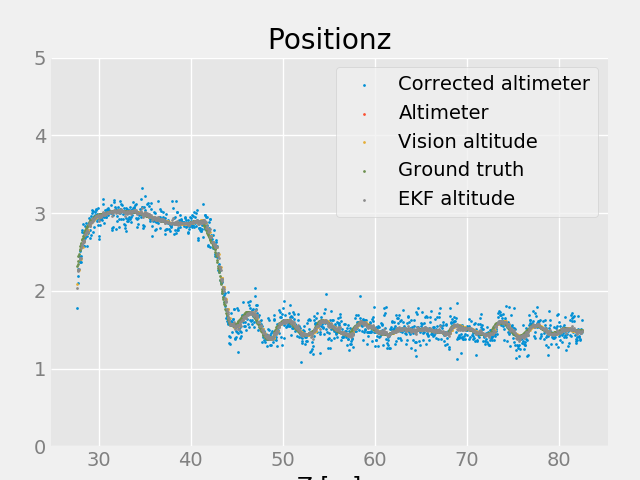 Positionz
5
4
3
2
1
0
Corrected altimeter
Altimeter
Vision altitude
Ground truth
EKF altitude
30 40 50 60 70 80